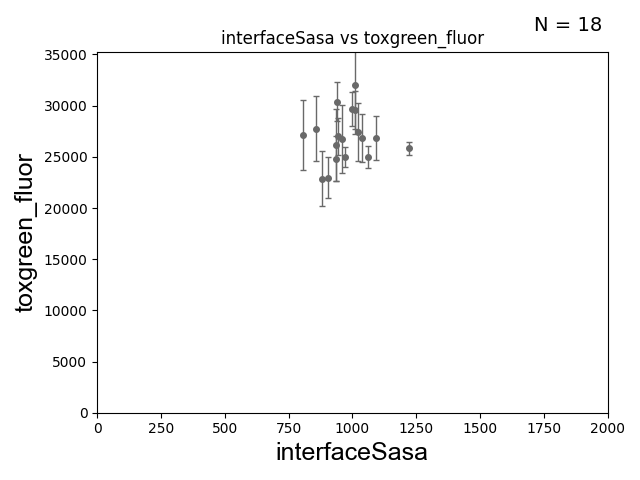 N = 18
interfaceSasa vs toxgreen_fluor
35000
30000
25000
20000
15000
10000
5000
0
toxgreen_fluor
0 250 500 750 1000 1250 1500 1750 2000
interfaceSasa